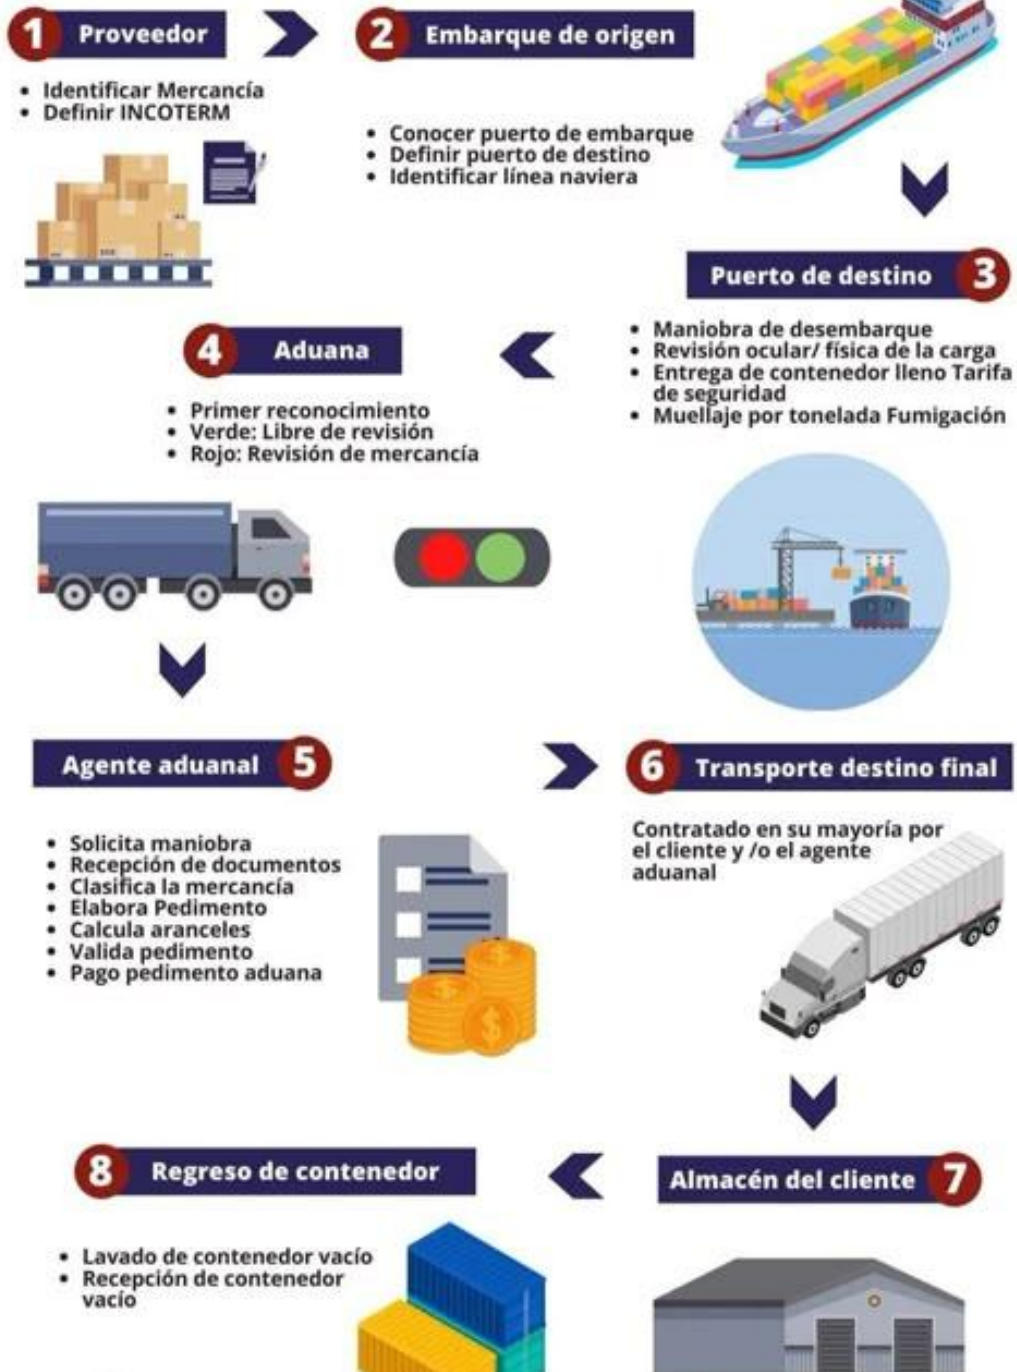 1 Proveedor
• Identificar Mercancía
• Definir INCOTERM
2 Embarque de origen
• Conocer puerto de embarque
• Definir puerto de destino
• Identificar línea naviera
Puerto de destino 3
• Maniobra de desembarque
• Revisión ocular/ física de la carga
• Entrega de contenedor lleno Tarifa
de seguridad
• Muellaje por tonelada Fumigación
4 Aduana
• Primer reconocimiento
• Verde: Libre de revisión
• Rojo: Revisión de mercancía
Agente aduanal 5
• Solicita maniobra
• Recepción de documentos
• Clasifica la mercancía
• Elabora Pedimento
• Calcula aranceles
• Valida pedimento
• Pago pedimento aduana
6 Transporte destino final
Contratado en su mayoría por
el cliente y /o el agente
aduanal
Almacén del cliente 7
8 Regreso de contenedor
• Lavado de contenedor vacío
• Recepción de contenedor
vacío